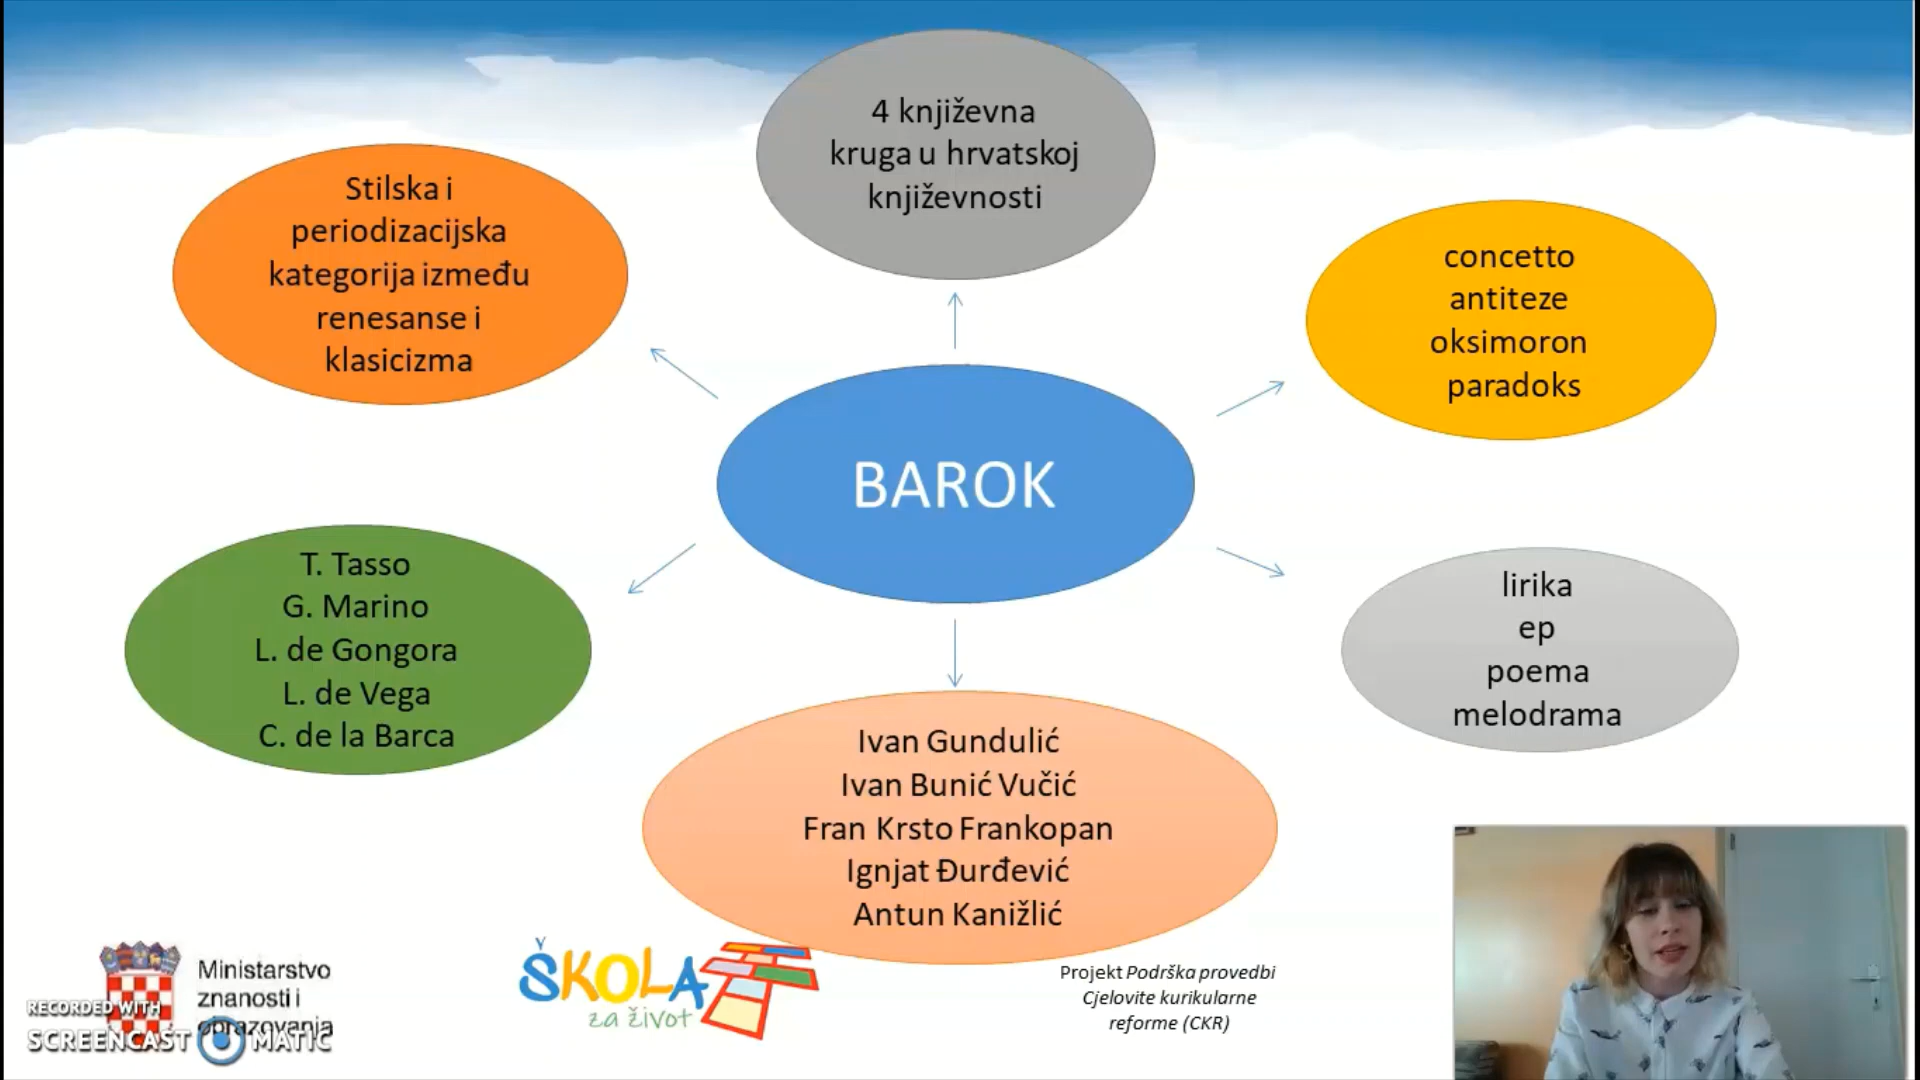 4 književna
kruga u hrvatskoj
književnosti
Stilska i
periodizacijska
kategorija između
renesanse i
klasicizma
concetto
antiteze
oksimoron
paradoks
BAROK
T. Tasso
G. Marino
L. de Gongora
L. de Vega
C. de la Barca
lirika
ep
poema
melodrama
Ivan Gundulić
Ivan Bunić Vučić
Fran Krsto Frankopan
Ignjat Đurđević
Antun Kanižlić
Ministarstvo
znanosti i
obrazovanja
RECORDED WITH
SCREENCAST MATIC
ŠKOLA
za život
Projekt Podrška provedbi
Cjelovite kurikularne
reforme (CKR)